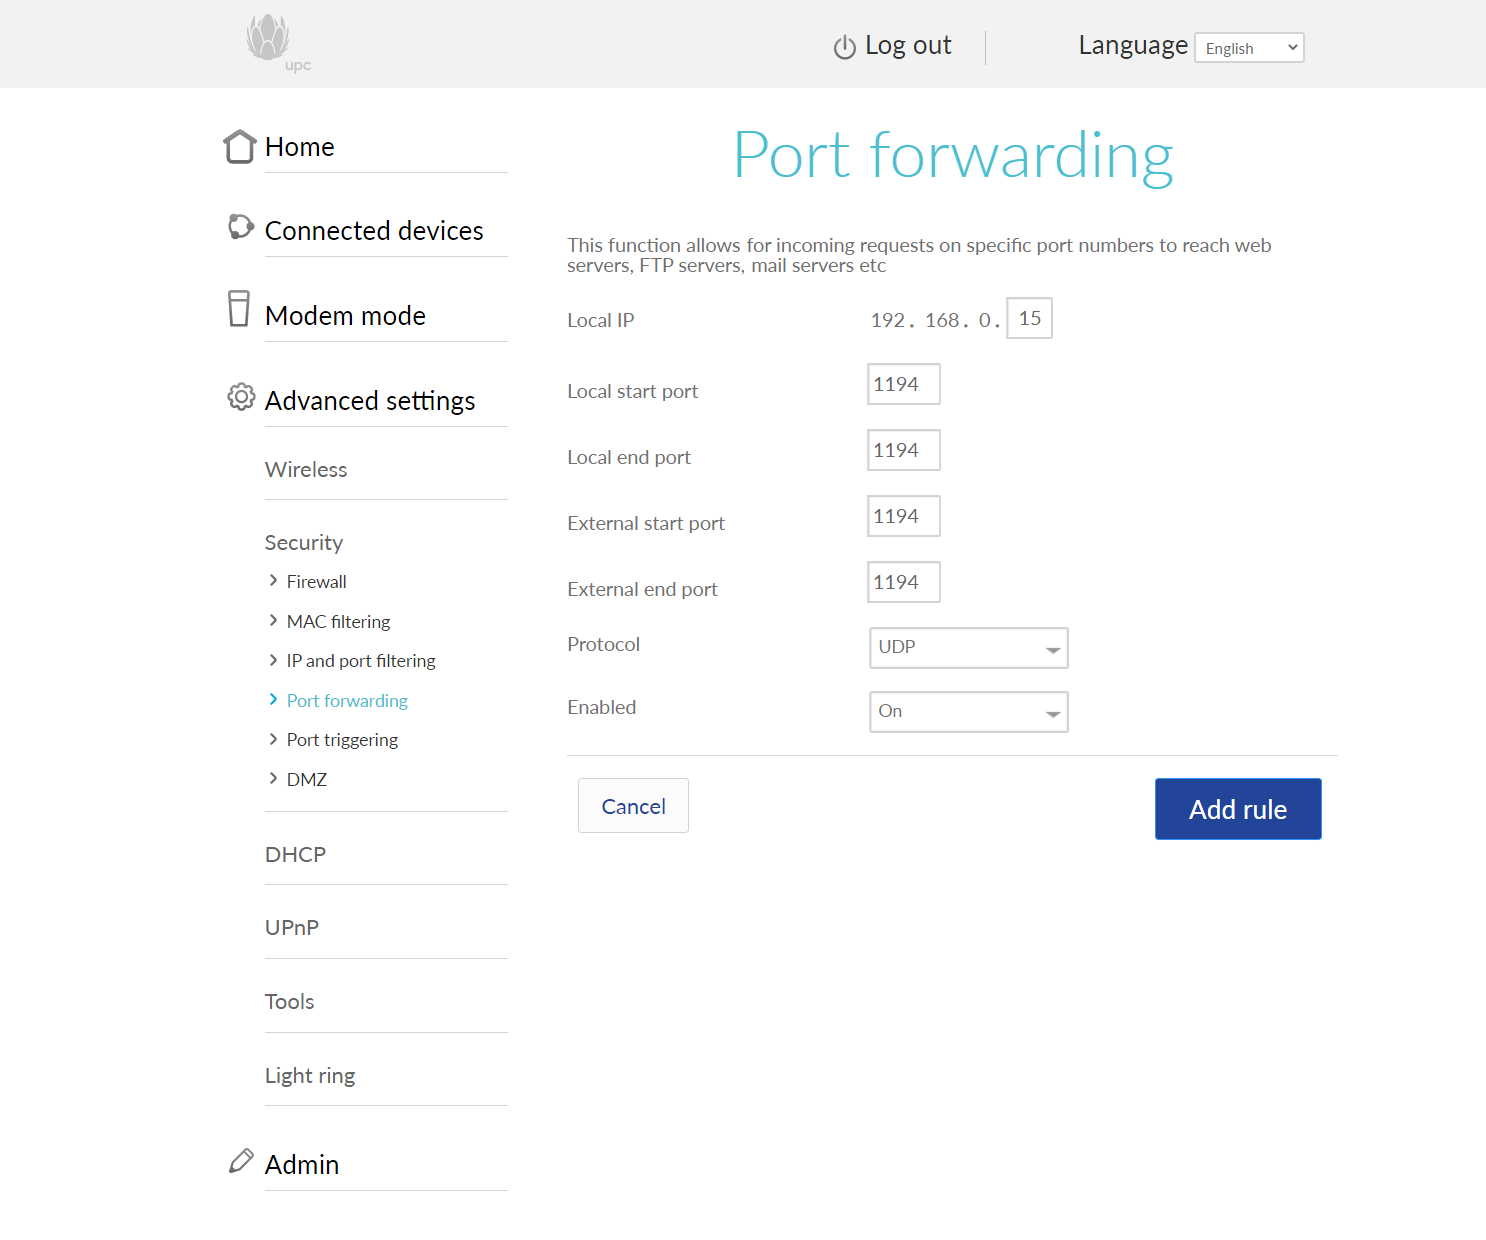 upc
Log out
Language English
Home
Connected devices
Modem mode
Advanced settings
Wireless
Security
Firewall
MAC filtering
IP and port filtering
Port forwarding
Port triggering
DMZ
DHCP
UPnP
Tools
Light ring
Admin
Port forwarding
This function allows for incoming requests on specific port numbers to reach web
servers, FTP servers, mail servers etc
Local IP 192. 168. 0. 15
Local start port 1194
Local end port 1194
External start port 1194
External end port 1194
Protocol UDP
Enabled On
Cancel Add rule